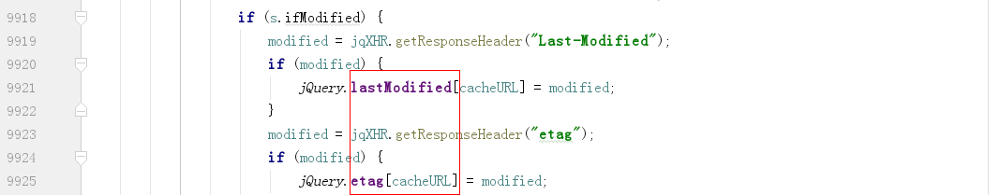 9918 if (s.ifModified) {
9919 modified = jqXHR.getResponseHeader("Last-Modified");
9920 if (modified) {
9921 jQuery.lastModified[cacheURL] = modified;
9922 }
9923 modified = jqXHR.getResponseHeader("etag");
9924 if (modified) {
9925 jQuery.etag[cacheURL] = modified;